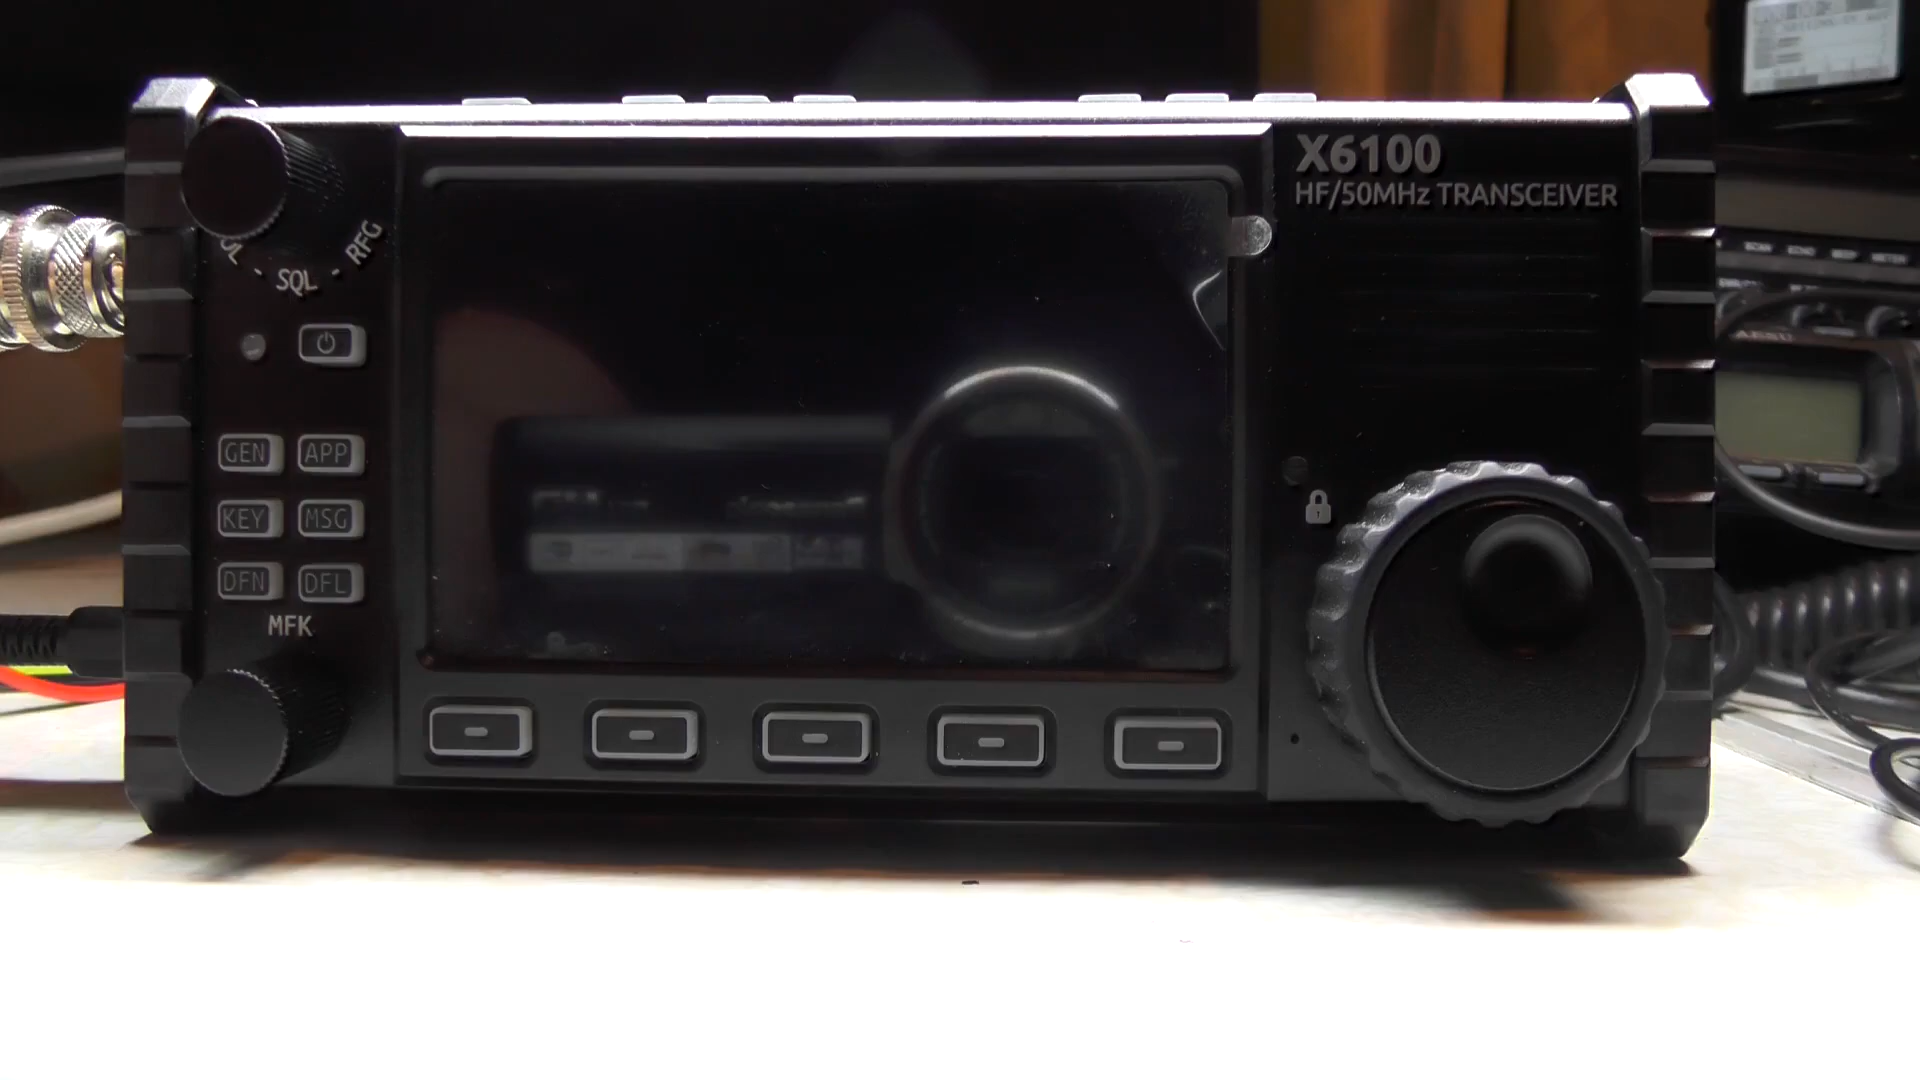 X6100
HF/50MHz TRANSCEIVER
SQL - RFG
GEN APP
KEY MSG
DFN DFL
MFK